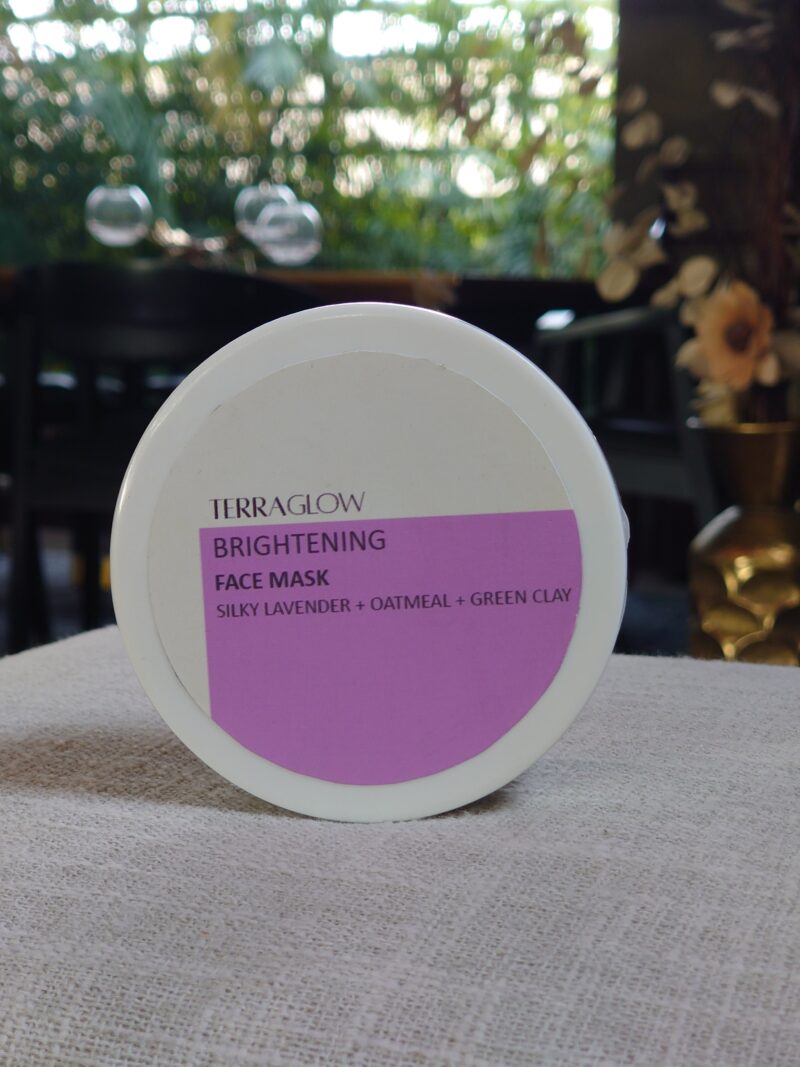 TERRAGLOW
BRIGHTENING
FACE MASK
SILKY LAVENDER + OATMEAL + GREEN CLAY